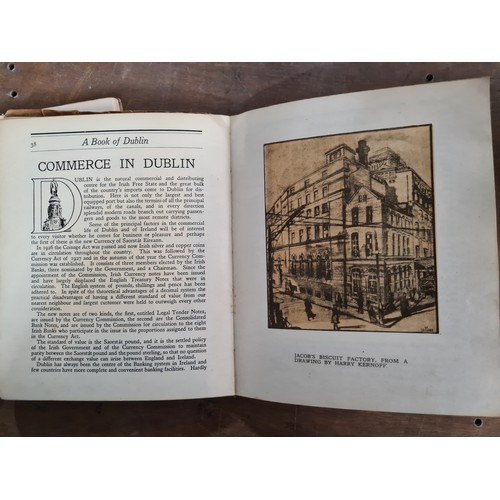 38
A Book of Dublin
COMMERCE IN DUBLIN
DUBLIN is the natural commercial and distributing
centre for the Irish Free State and the great bulk
of the country's imports come to Dublin for dis-
tribution. Here is not only the largest and best
equipped port but also the termini of all the principal
railways, of the canals, and in every direction
splendid modern roads branch out carrying passen-
gers and goods to the most remote districts.
Some of the principal factors in the commercial
life of Dublin and of Ireland will be of interest
to every visitor whether he comes for business or pleasure and perhaps
the first of these is the new Currency of Saorstát Éireann.
In 1926 the Coinage Act was passed and now Irish silver and copper coins
are in circulation throughout the country. This was followed by the
Currency Act of 1927 and in the autumn of that year the Currency Com-
mission was established. It consists of three members elected by the Irish
Banks, three nominated by the Government, and a Chairman. Since the
appointment of the Commission, Irish Currency notes have been issued
and have largely displaced the English Treasury Notes that were in
circulation. The English system of pounds, shillings and pence has been
adhered to. In spite of the theoretical advantages of a decimal system the
practical disadvantages of having a different standard of value from our
nearest neighbour and largest customer would tend to outweigh every other
consideration.
The new notes are of two kinds, the first, entitled Legal Tender Notes,
are issued by the Currency Commission, the second are the Consolidated
Bank Notes, and are issued by the Commission for circulation to the eight
Irish Banks who participate in the issue in the proportions assigned to them
in the Currency Act.
The standard of value is the Saorstát pound, and it is the settled policy
of the Irish Government and of the Currency Commission to maintain
parity between the Saorstát pound and the pound sterling, so that no question
of a different exchange value can arise between England and Ireland.
Dublin has always been the centre of the Banking system in Ireland and
few countries have more complete and convenient banking facilities. Hardly
JACOB'S BISCUIT FACTORY, FROM A
DRAWING BY HARRY KERNOFF